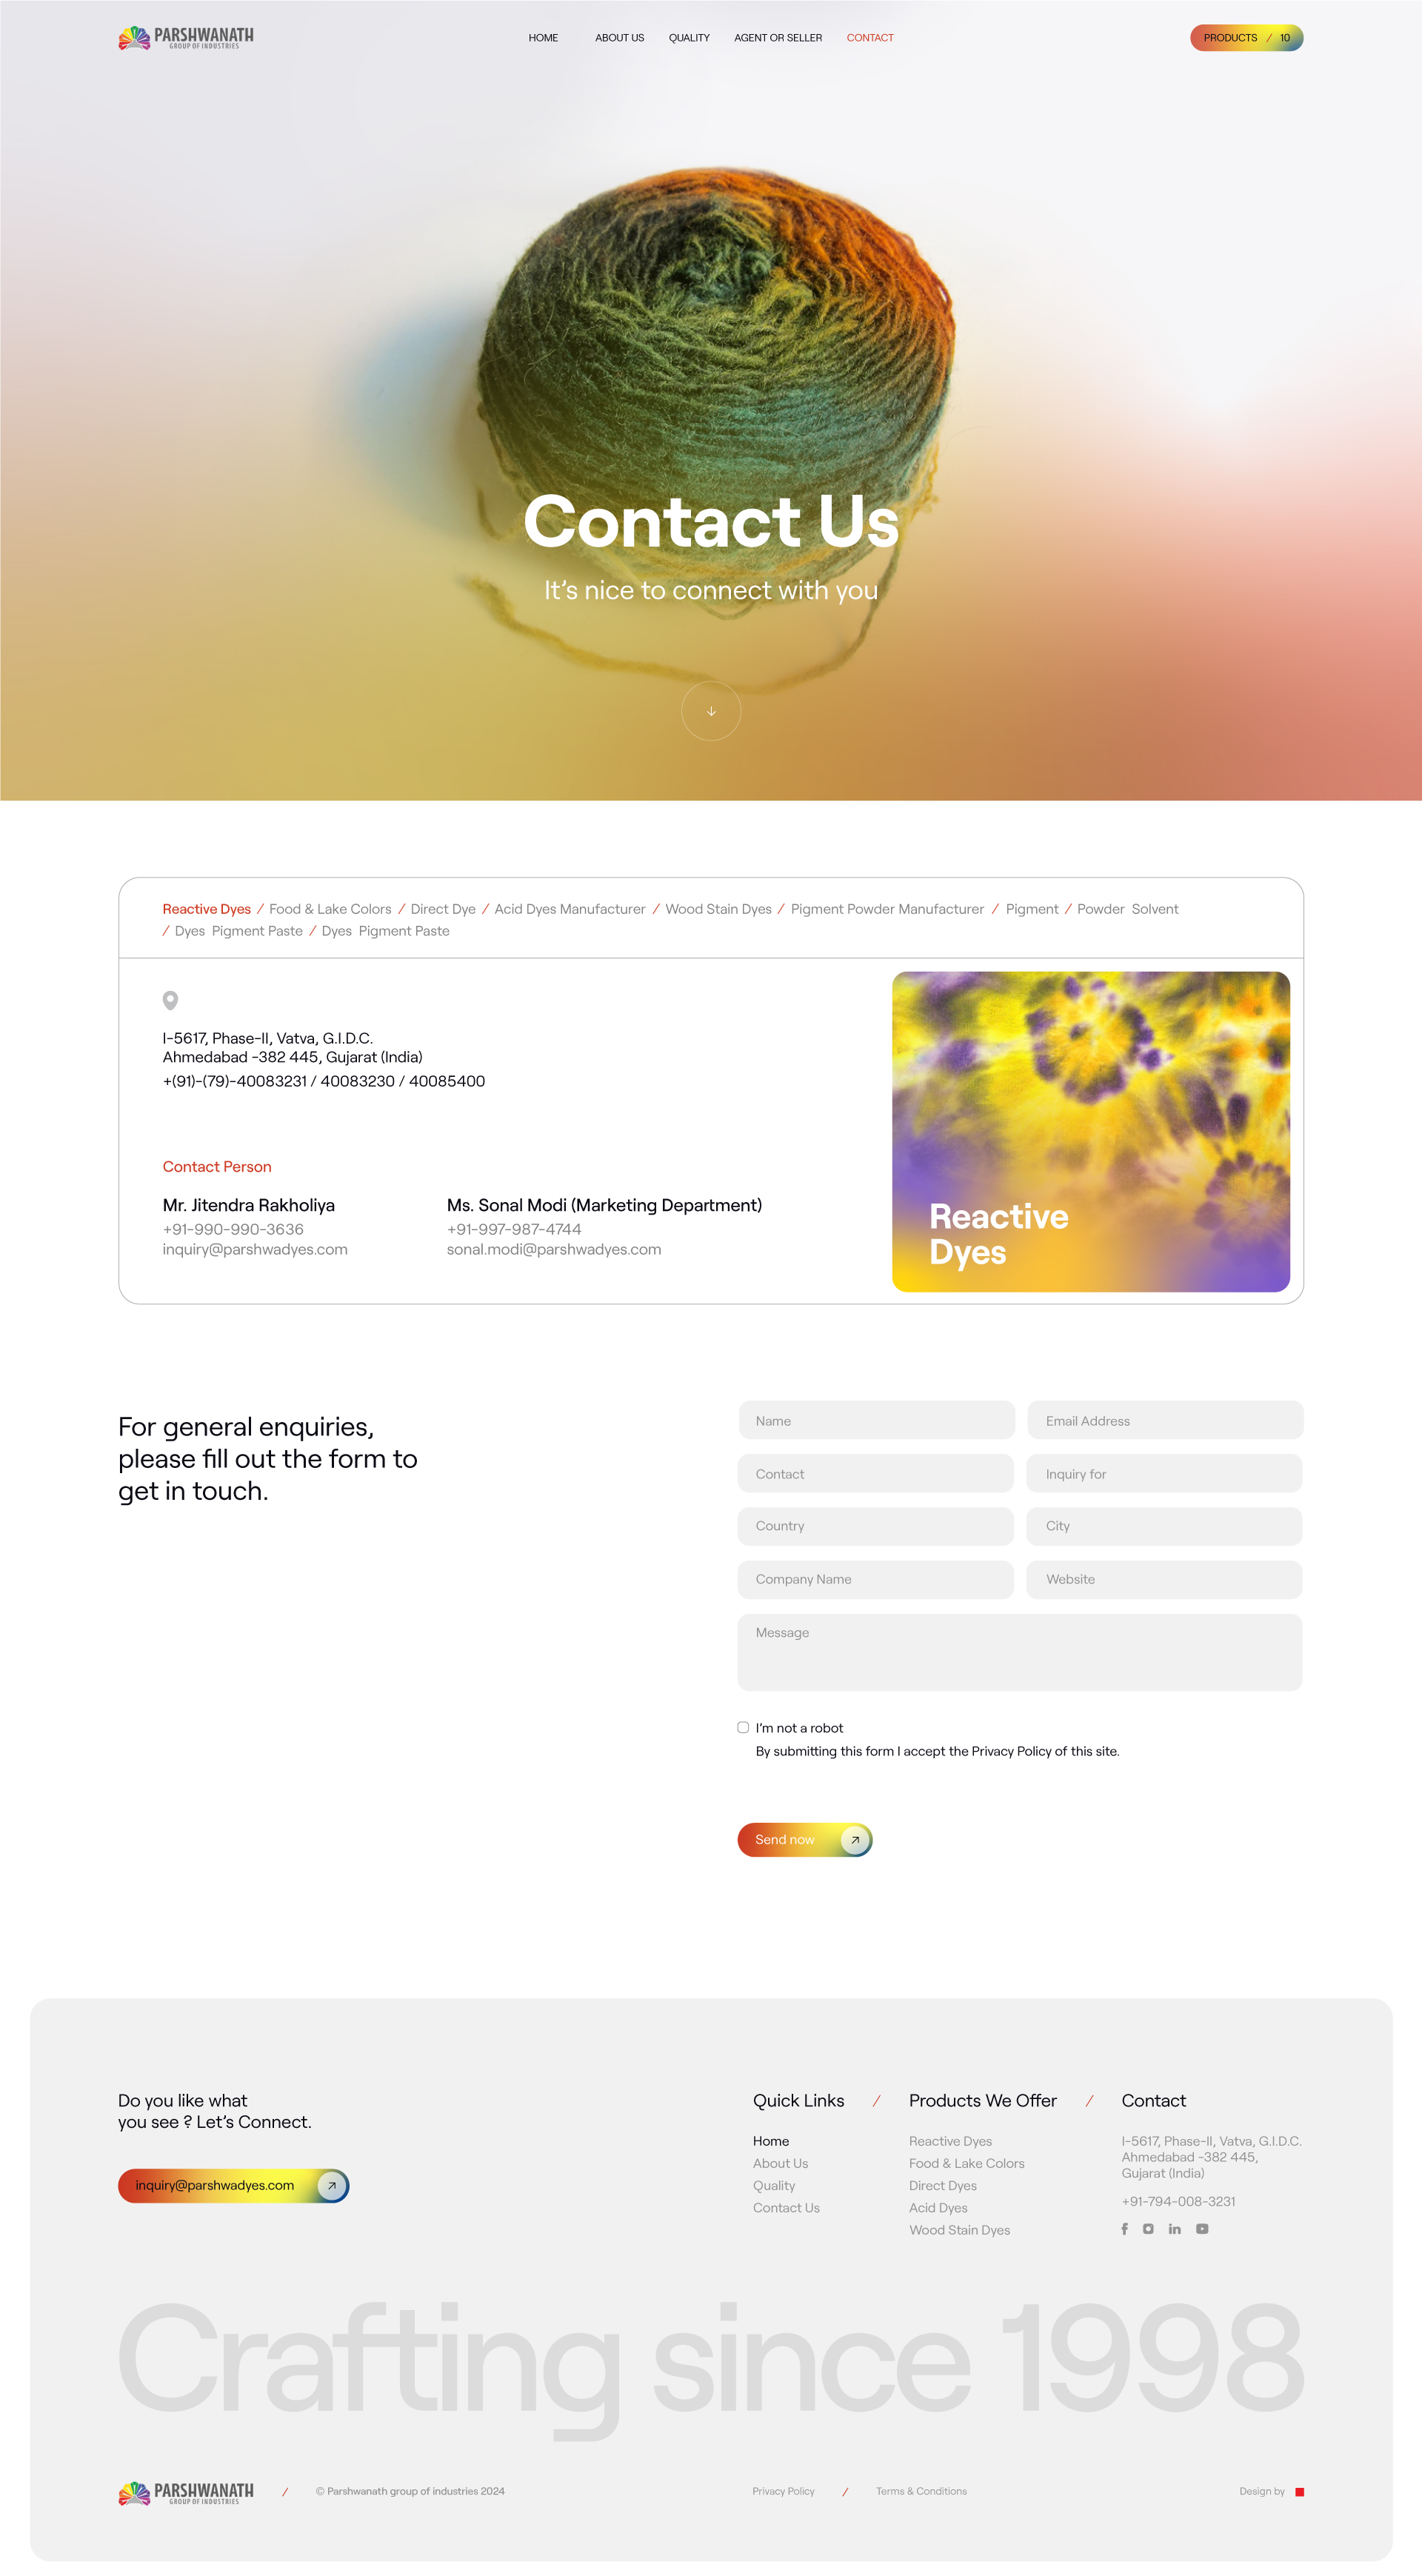 PARSHWANATH
GROUP OF INDUSTRIES
HOME ABOUT US QUALITY AGENT OR SELLER CONTACT
PRODUCTS / 10
Contact Us
It's nice to connect with you
Reactive Dyes / Food & Lake Colors / Direct Dye / Acid Dyes Manufacturer / Wood Stain Dyes / Pigment Powder Manufacturer / Pigment / Powder Solvent
/ Dyes Pigment Paste / Dyes Pigment Paste
I-5617, Phase-II, Vatva, G.I.D.C.
Ahmedabad -382 445, Gujarat (India)
+(91)-(79)-40083231 / 40083230 / 40085400
Contact Person
Mr. Jitendra Rakholiya
+91-990-990-3636
inquiry@parshwadyes.com
Ms. Sonal Modi (Marketing Department)
+91-997-987-4744
sonal.modi@parshwadyes.com
Reactive
Dyes
For general enquiries,
please fill out the form to
get in touch.
Name
Email Address
Contact
Inquiry for
Country
City
Company Name
Website
Message
I'm not a robot
By submitting this form I accept the Privacy Policy of this site.
Send now
Do you like what
you see ? Let's Connect.
inquiry@parshwadyes.com
Quick Links /
Home
About Us
Quality
Contact Us
Products We Offer /
Reactive Dyes
Food & Lake Colors
Direct Dyes
Acid Dyes
Wood Stain Dyes
Contact
I-5617, Phase-II, Vatva, G.I.D.C.
Ahmedabad -382 445,
Gujarat (India)
+91-794-008-3231
Crafting since 1998
PARSHWANATH
GROUP OF INDUSTRIES
/ © Parshwanath group of industries 2024
Privacy Policy / Terms & Conditions
Design by